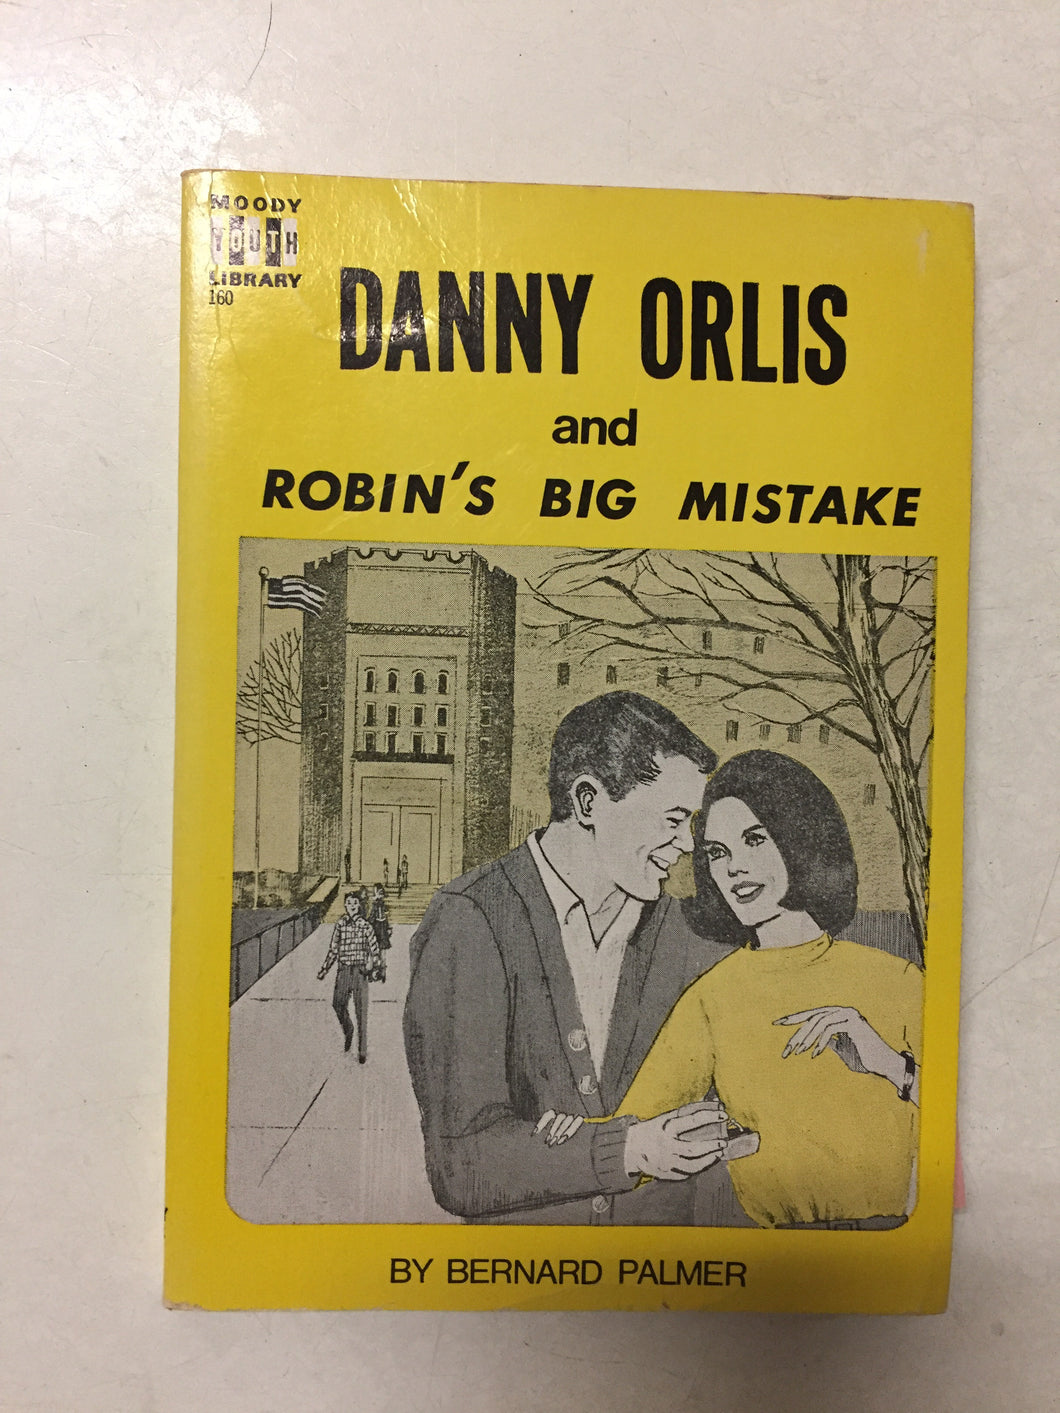 MOODY
YOUTH
LIBRARY
160
DANNY ORLIS
and
ROBIN'S BIG MISTAKE
BY BERNARD PALMER